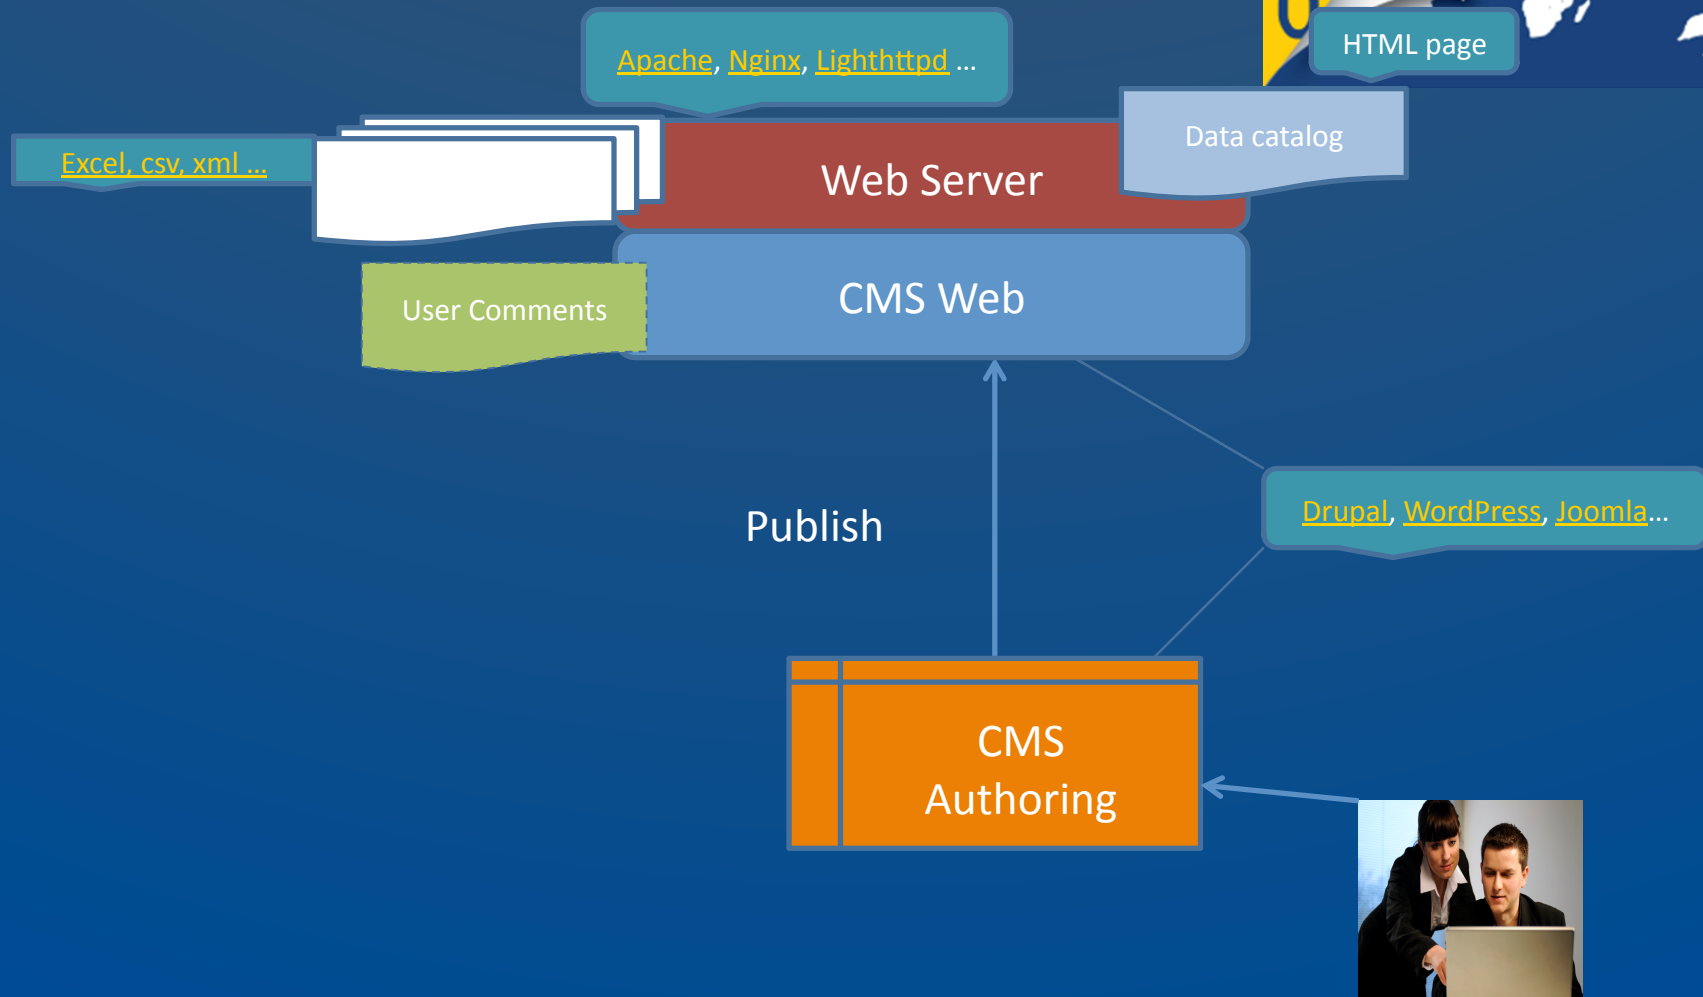 Apache, Nginx, Lighthttpd ...
HTML page
Data catalog
Excel, csv, xml ...
Web Server
User Comments
CMS Web
Drupal, WordPress, Joomla...
Publish
CMS
Authoring